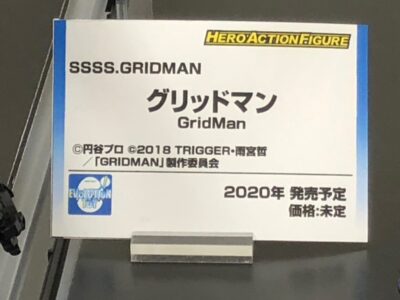 HERO ACTION FIGURE
SSSS.GRIDMAN
グリッドマン
GridMan
©円谷プロ ©2018 TRIGGER・雨宮哲
/「GRIDMAN」製作委員会
EVOLUTION
2020年 発売予定
価格:未定